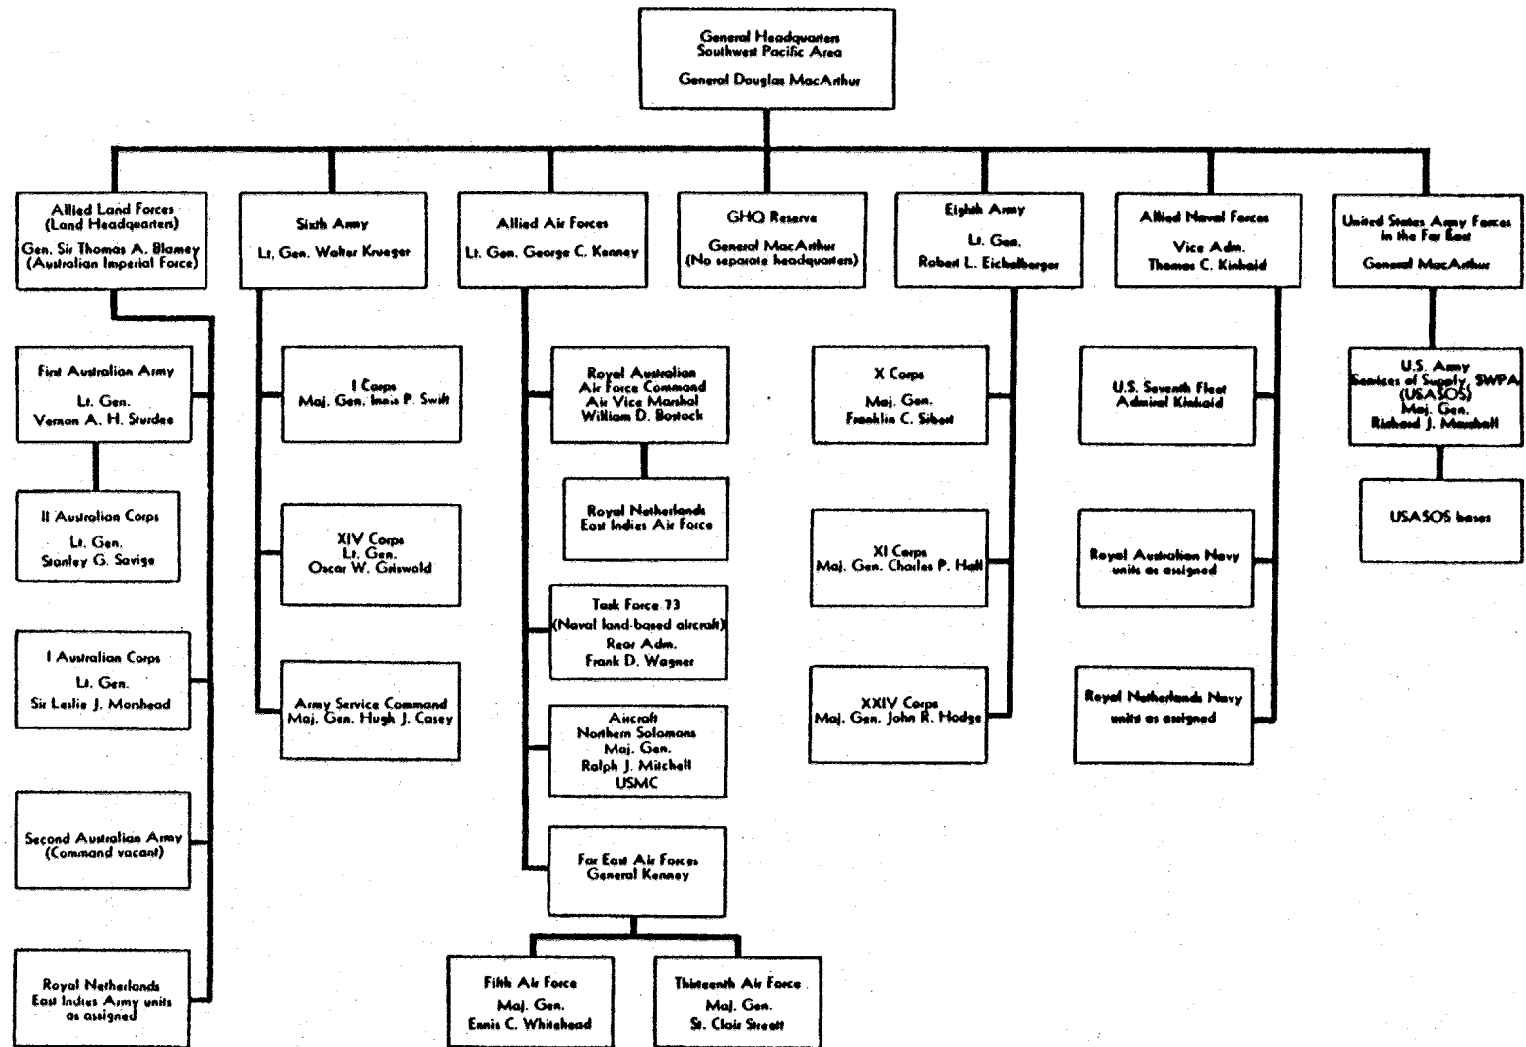 General Headquarters
Southwest Pacific Area
General Douglas MacArthur
Allied Land Forces
(Land Headquarters)
Gen. Sir Thomas A. Blamey
(Australian Imperial Force)
Sixth Army
Lt. Gen. Walter Krueger
Allied Air Forces
Lt. Gen. George C. Kenney
GHQ Reserve
General MacArthur
(No separate headquarters)
Eighth Army
Lt. Gen.
Robert L. Eichelberger
Allied Naval Forces
Vice Adm.
Thomas C. Kinkaid
United States Army Forces
in the Far East
General MacArthur
First Australian Army
Lt. Gen.
Vernon A. H. Sturdee
II Australian Corps
Lt. Gen.
Stanley G. Savige
I Australian Corps
Lt. Gen.
Sir Leslie J. Morshead
Second Australian Army
(Command vacant)
Royal Netherlands
East Indies Army units
as assigned
I Corps
Maj. Gen. Innis P. Swift
XIV Corps
Lt. Gen.
Oscar W. Griswold
Army Service Command
Maj. Gen. Hugh J. Casey
Royal Australian
Air Force Command
Air Vice Marshal
William D. Bostock
Royal Netherlands
East Indies Air Force
Task Force 73
(Naval land-based aircraft)
Rear Adm.
Frank D. Wagner
Aircraft
Northern Solomons
Maj. Gen.
Ralph J. Mitchell
USMC
Far East Air Forces
General Kenney
Fifth Air Force
Maj. Gen.
Ennis C. Whitehead
Thirteenth Air Force
Maj. Gen.
St. Clair Streett
X Corps
Maj. Gen.
Franklin C. Sibert
XI Corps
Maj. Gen. Charles P. Hall
XXIV Corps
Maj. Gen. John R. Hodge
U.S. Seventh Fleet
Admiral Kinkaid
Royal Australian Navy
units as assigned
Royal Netherlands Navy
units as assigned
U.S. Army
Services of Supply, SWPA
(USASOS)
Maj. Gen.
Richard J. Marshall
USASOS bases